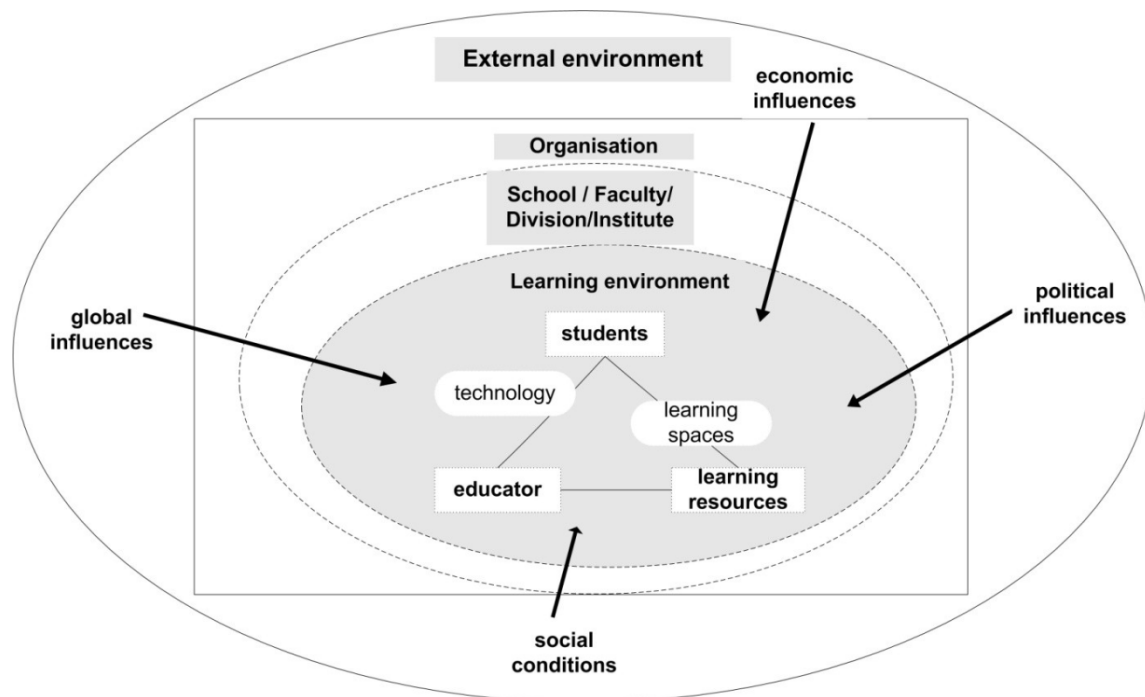 External environment
economic
influences
Organisation
School / Faculty/
Division/Institute
Learning environment
global
influences
political
influences
students
technology
learning
spaces
educator
learning
resources
social
conditions